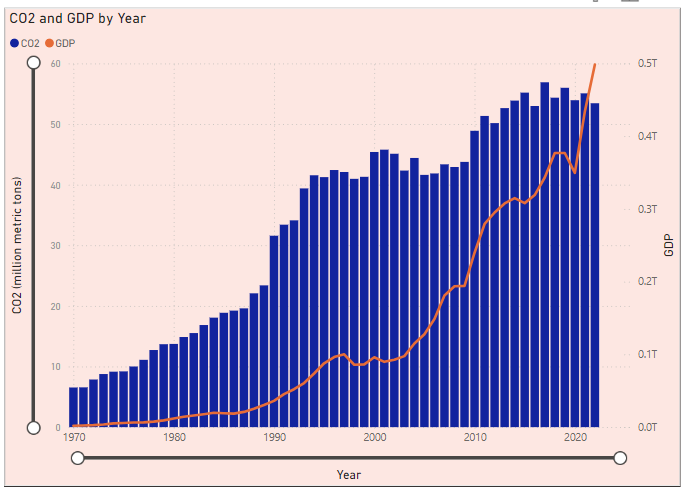 CO2 and GDP by Year
CO2 GDP
60
50
40
30
20
10
0
CO2 (million metric tons)
0.5T
0.4T
0.3T
0.2T
0.1T
0.0T
GDP
1970 1980 1990 2000 2010 2020
Year